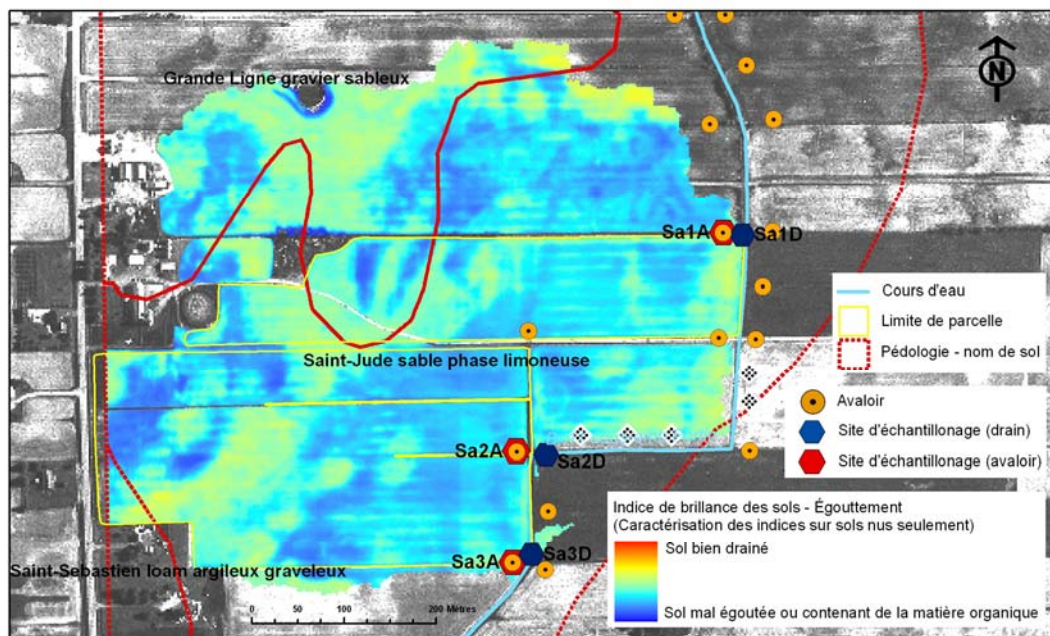 Grande Ligne gravier sableux
N
Sa1A
Sa1D
Cours d'eau
Limite de parcelle
Pédologie - nom de sol
Saint-Jude sable phase limoneuse
Avaloir
Site d'échantillonage (drain)
Site d'échantillonage (avaloir)
Sa2A
Sa2D
Indice de brillance des sols - Égouttement
(Caractérisation des indices sur sols nus seulement)
Sol bien drainé
Sol mal égoutée ou contenant de la matière organique
Sa3A
Sa3D
Saint-Sébastien loam argileux graveleux
0 50 100 200 Mètres